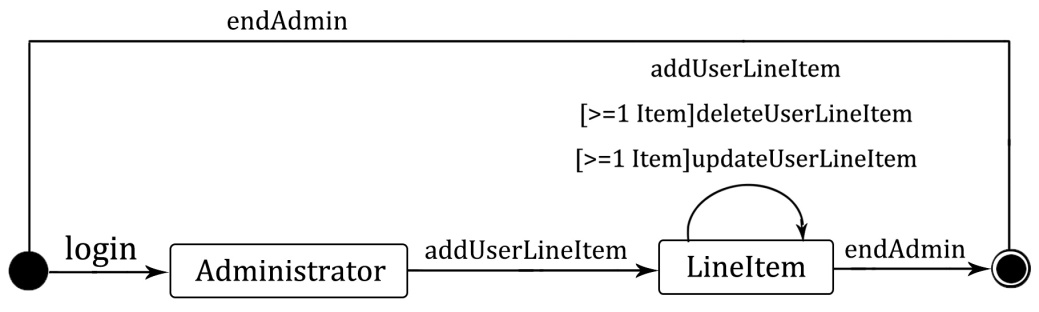 endAdmin
addUserLineItem
[>=1 Item]deleteUserLineItem
[>=1 Item]updateUserLineItem
login
Administrator
addUserLineItem
LineItem
endAdmin